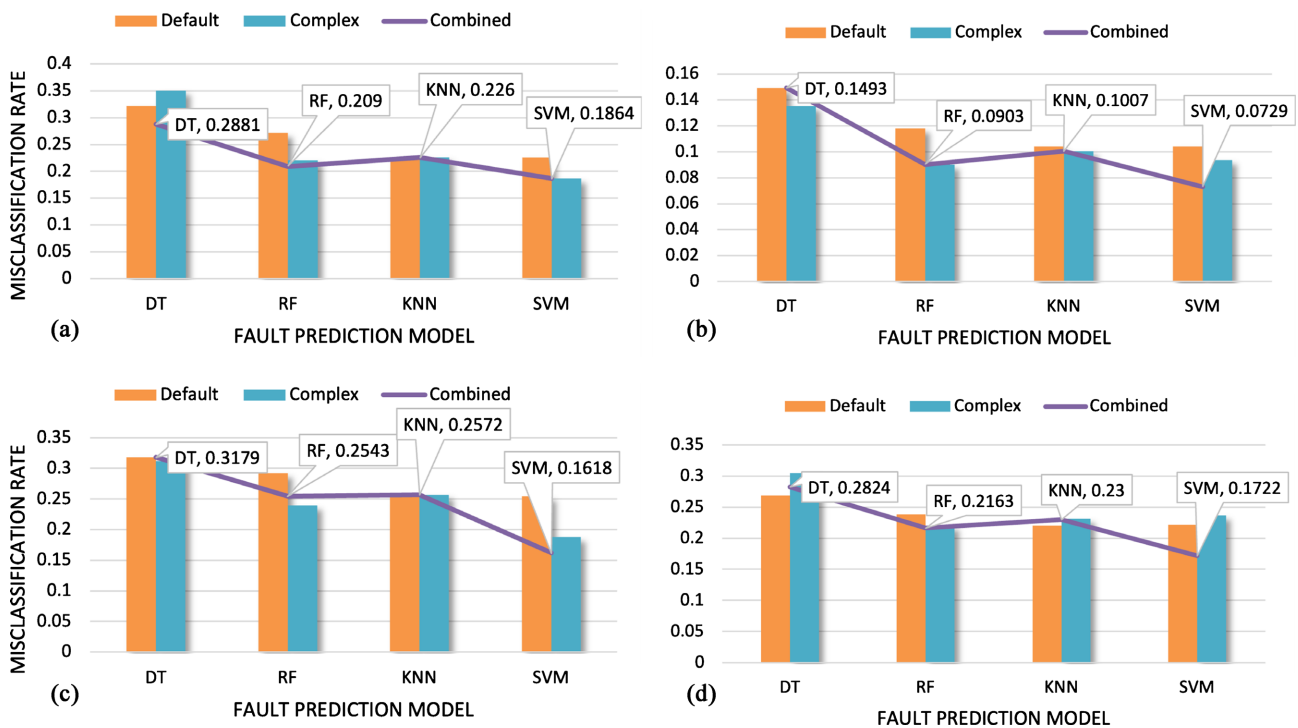 (a)
Default Complex Combined
MISCLASSIFICATION RATE
0.4
0.35
0.3
0.25
0.2
0.15
0.1
0.05
0
DT, 0.2881
RF, 0.209
KNN, 0.226
SVM, 0.1864
DT RF KNN SVM
FAULT PREDICTION MODEL
(b)
Default Complex Combined
0.16
0.14
0.12
0.1
0.08
0.06
0.04
0.02
0
DT, 0.1493
RF, 0.0903
KNN, 0.1007
SVM, 0.0729
DT RF KNN SVM
FAULT PREDICTION MODEL
(c)
Default Complex Combined
MISCLASSIFICATION RATE
0.35
0.3
0.25
0.2
0.15
0.1
0.05
0
DT, 0.3179
RF, 0.2543
KNN, 0.2572
SVM, 0.1618
DT RF KNN SVM
FAULT PREDICTION MODEL
(d)
Default Complex Combined
0.35
0.3
0.25
0.2
0.15
0.1
0.05
0
DT, 0.2824
RF, 0.2163
KNN, 0.23
SVM, 0.1722
DT RF KNN SVM
FAULT PREDICTION MODEL